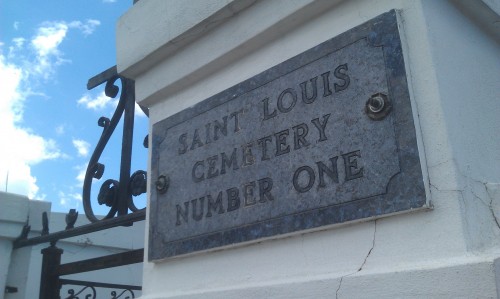 SAINT LOUIS
CEMETERY
NUMBER ONE